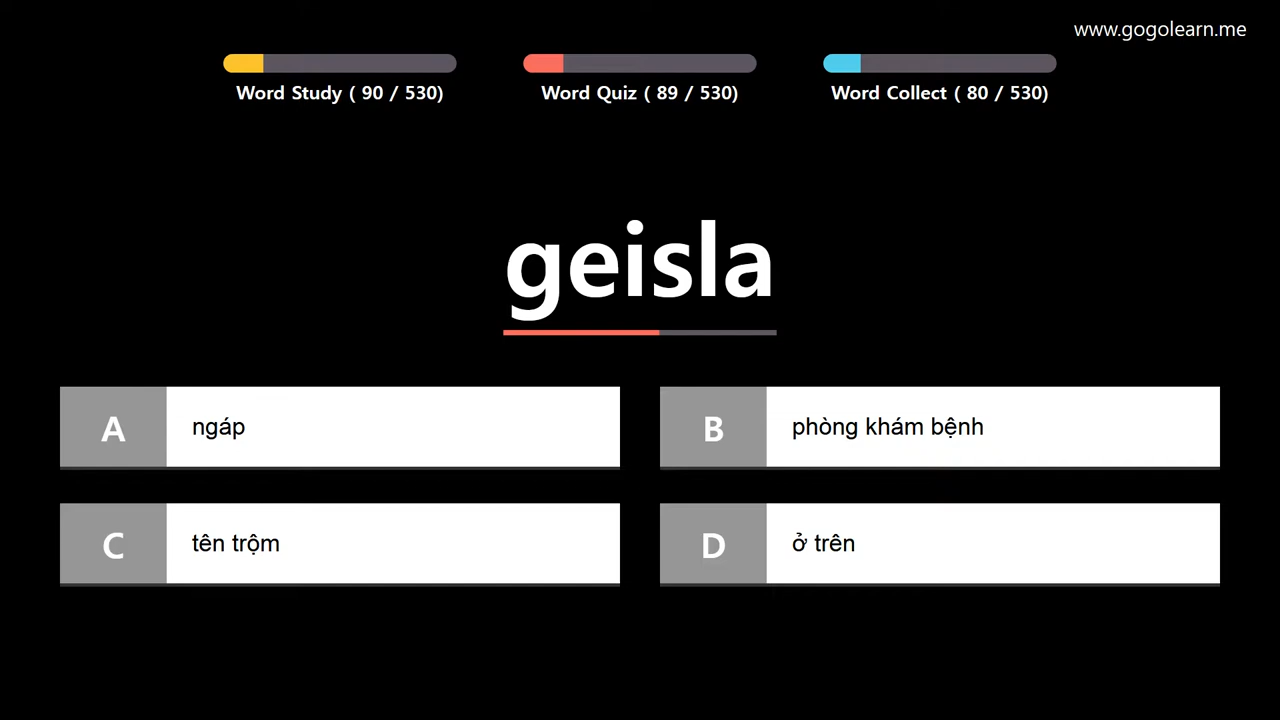 www.gogolearn.me
Word Study ( 90 / 530)
Word Quiz ( 89 / 530)
Word Collect ( 80 / 530)
geisla
A ngáp
B phòng khám bệnh
C tên trộm
D ở trên